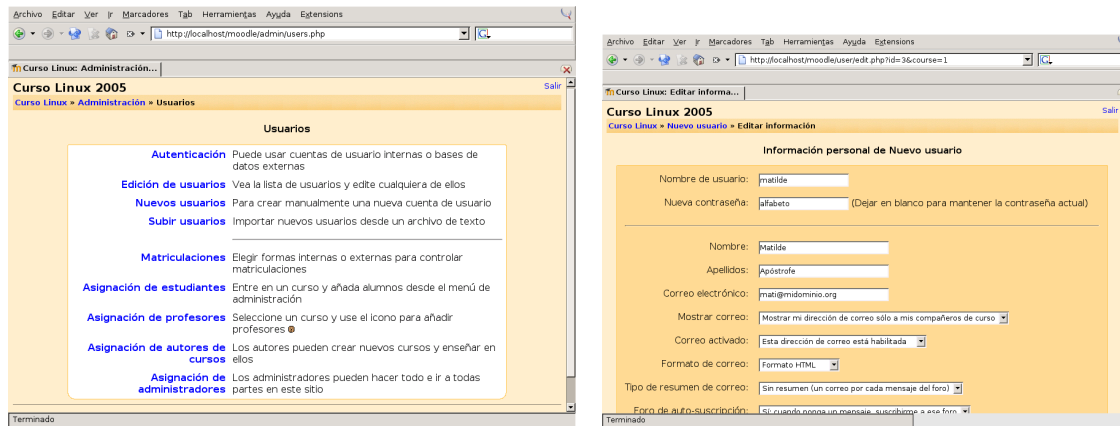 Archivo Editar Ver Ir Marcadores Tab Herramientas Ayuda Extensions
http://localhost/moodle/admin/users.php
G
Curso Linux: Administración...
Curso Linux 2005 Salir
Curso Linux » Administración » Usuarios
Usuarios
Autenticación Puede usar cuentas de usuario internas o bases de
datos externas
Edición de usuarios Vea la lista de usuarios y edite cualquiera de ellos
Nuevos usuarios Para crear manualmente una nueva cuenta de usuario
Subir usuarios Importar nuevos usuarios desde un archivo de texto
Matriculaciones Elegir formas internas o externas para controlar
matriculaciones
Asignación de estudiantes Entre en un curso y añada alumnos desde el menú de
administración
Asignación de profesores Seleccione un curso y use el icono para añadir
profesores
Asignación de autores de Los autores pueden crear nuevos cursos y enseñar en
cursos ellos
Asignación de Los administradores pueden hacer todo e ir a todas
administradores partes en este sitio
Terminado
Archivo Editar Ver Ir Marcadores Tab Herramientas Ayuda Extensions
http://localhost/moodle/user/edit.php?id=3&course=1
G
Curso Linux: Editar informa...
Curso Linux 2005 Salir
Curso Linux » Nuevo usuario » Editar información
Información personal de Nuevo usuario
Nombre de usuario: matilde
Nueva contraseña: alfabeto (Dejar en blanco para mantener la contraseña actual)
Nombre: Matilde
Apellidos: Apóstrofe
Correo electrónico: mati@midominio.org
Mostrar correo: Mostrar mi dirección de correo sólo a mis compañeros de curso
Correo activado: Esta dirección de correo está habilitada
Formato de correo: Formato HTML
Tipo de resumen de correo: Sin resumen (un correo por cada mensaje del foro)
Foro de auto-suscripción: Sí: cuando ponga un mensaje, suscribirme a ese foro
Terminado